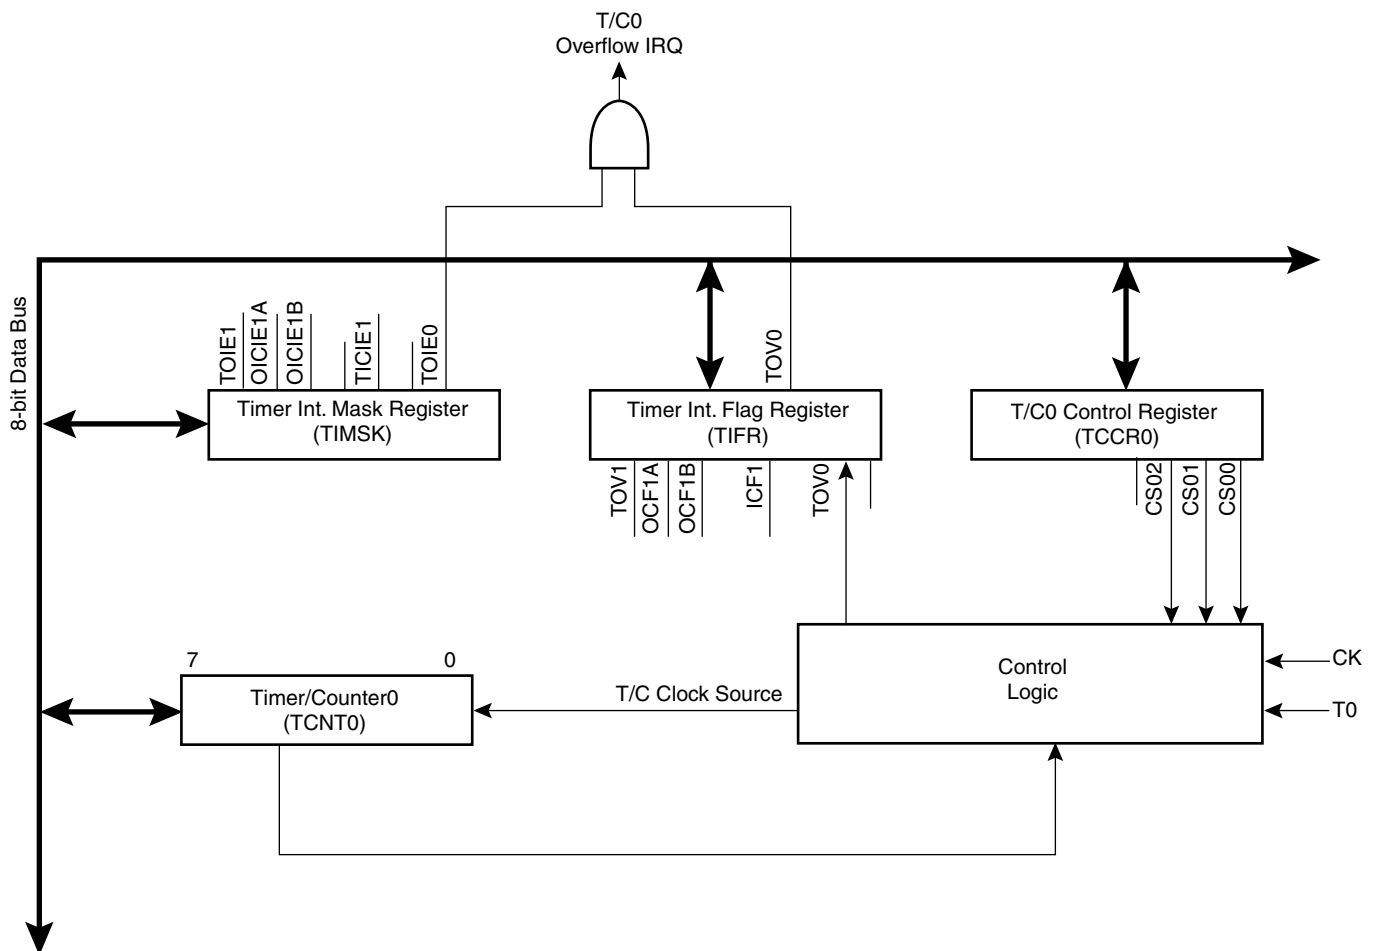 T/C0
Overflow IRQ
8-bit Data Bus
TOIE1
OICIE1A
OICIE1B
TICIE1
TOIE0
TOV0
Timer Int. Mask Register
(TIMSK)
Timer Int. Flag Register
(TIFR)
T/C0 Control Register
(TCCR0)
TOV1
OCF1A
OCF1B
ICF1
TOV0
CS02
CS01
CS00
7
0
Timer/Counter0
(TCNT0)
T/C Clock Source
Control
Logic
CK
T0